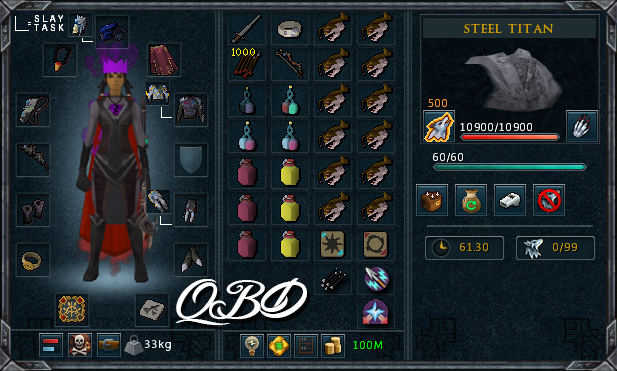 SLAY
TASK
STEEL TITAN
1000
500
10900/10900
60/60
61.30
0/99
QBD
33kg
100M